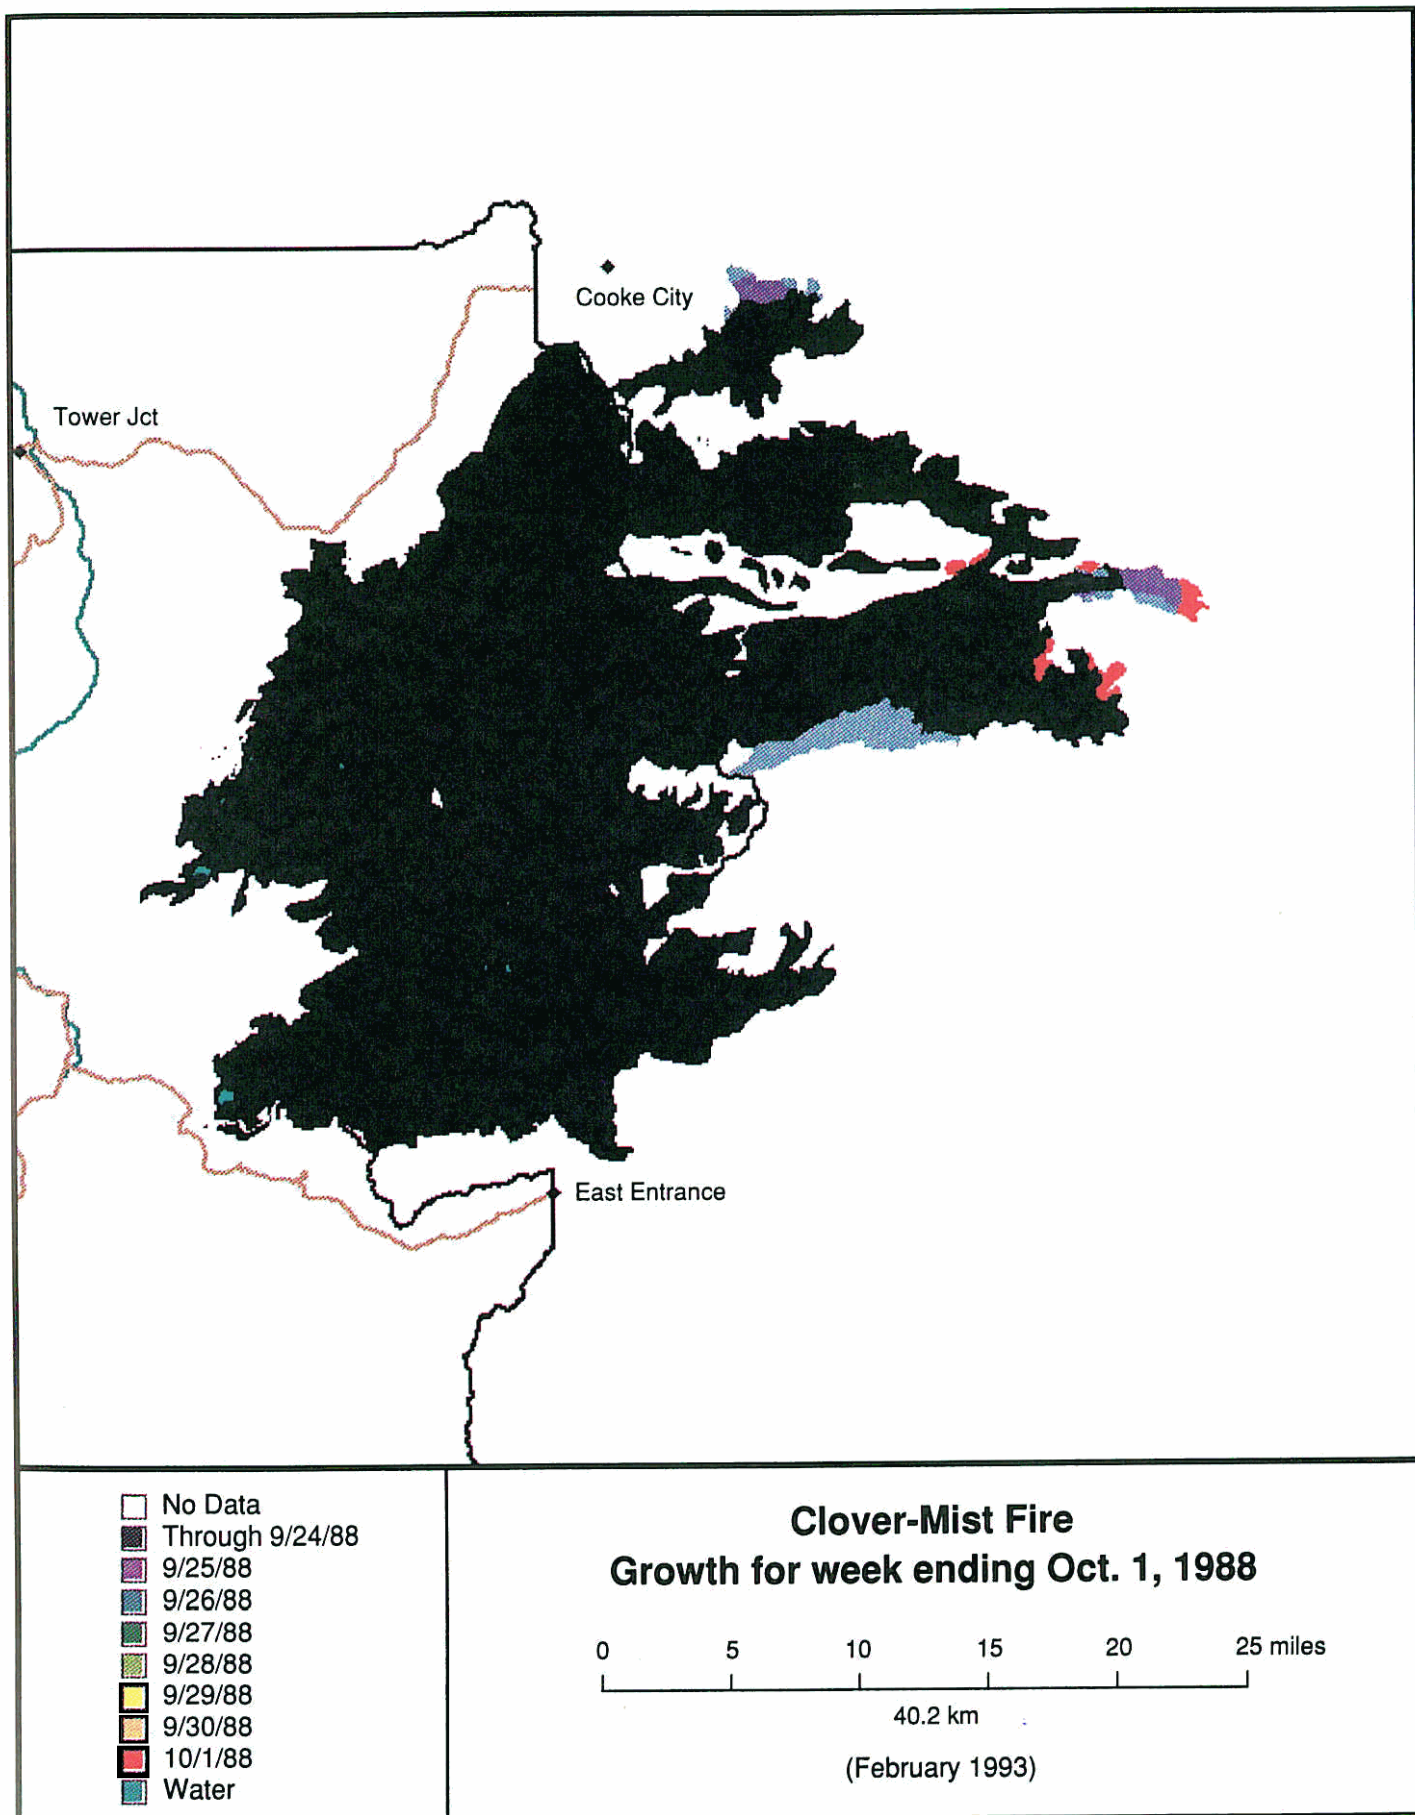 Cooke City
Tower Jct
East Entrance
No Data
Through 9/24/88
9/25/88
9/26/88
9/27/88
9/28/88
9/29/88
9/30/88
10/1/88
Water
Clover-Mist Fire
Growth for week ending Oct. 1, 1988
0 5 10 15 20 25 miles
40.2 km
(February 1993)